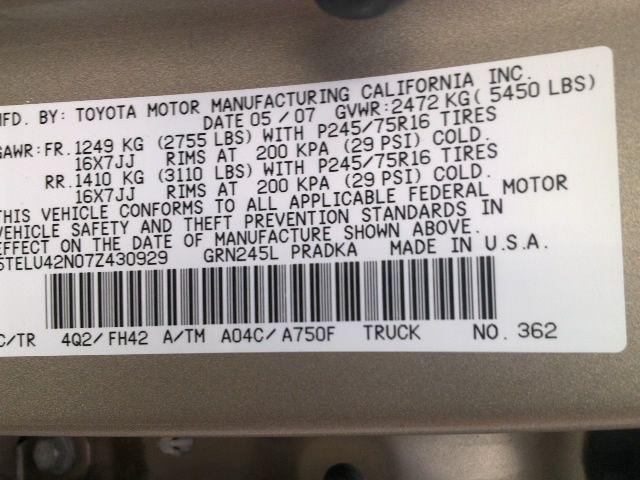 MFD. BY: TOYOTA MOTOR MANUFACTURING CALIFORNIA INC.
DATE 05 / 07 GVWR: 2472 KG ( 5450 LBS)
GAWR: FR. 1249 KG (2755 LBS) WITH P245/75R16 TIRES
16X7JJ RIMS AT 200 KPA (29 PSI) COLD.
RR. 1410 KG (3110 LBS) WITH P245/75R16 TIRES
16X7JJ RIMS AT 200 KPA (29 PSI) COLD.
THIS VEHICLE CONFORMS TO ALL APPLICABLE FEDERAL MOTOR
VEHICLE SAFETY AND THEFT PREVENTION STANDARDS IN
EFFECT ON THE DATE OF MANUFACTURE SHOWN ABOVE.
5TELU42N07Z430929 GRN245L PRADKA MADE IN U.S.A.
C/TR 4Q2/ FH42 A/TM A04C/ A750F TRUCK NO. 362